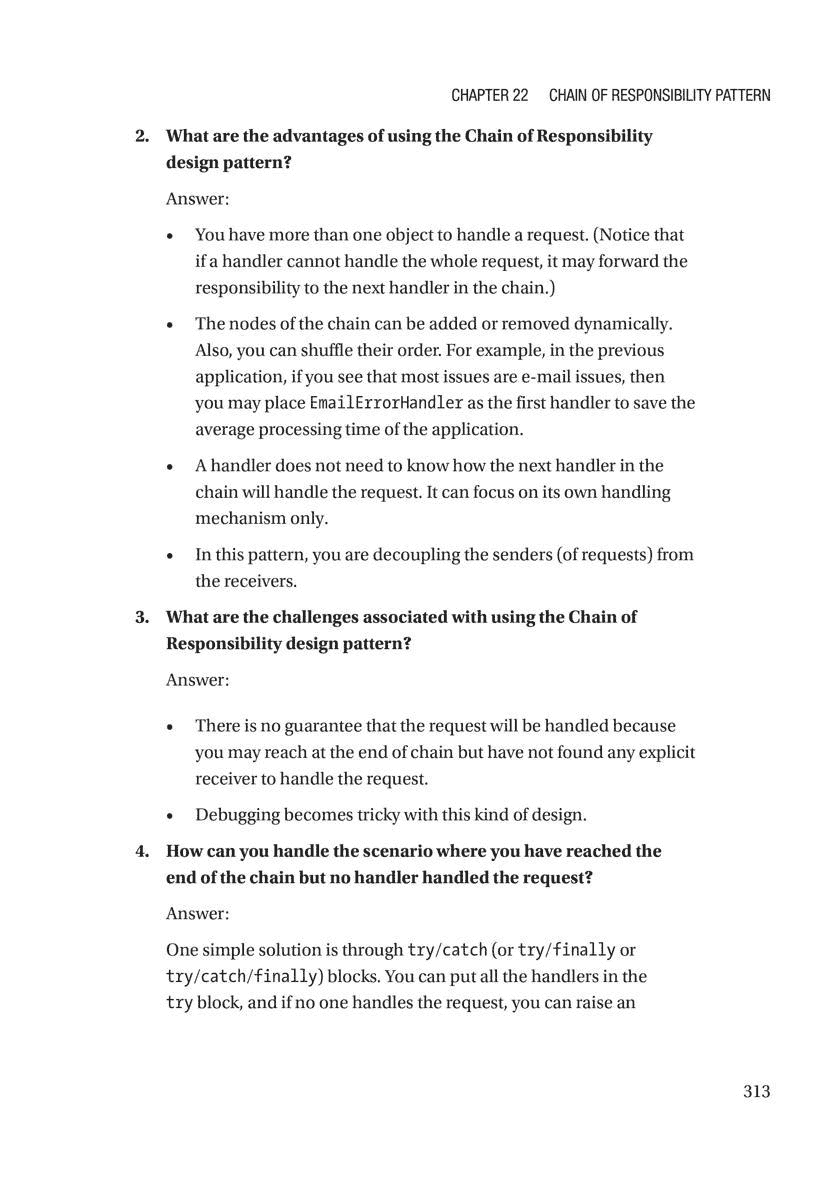 CHAPTER 22 CHAIN OF RESPONSIBILITY PATTERN
2. What are the advantages of using the Chain of Responsibility
design pattern?
Answer:
• You have more than one object to handle a request. (Notice that
if a handler cannot handle the whole request, it may forward the
responsibility to the next handler in the chain.)
• The nodes of the chain can be added or removed dynamically.
Also, you can shuffle their order. For example, in the previous
application, if you see that most issues are e-mail issues, then
you may place EmailErrorHandler as the first handler to save the
average processing time of the application.
• A handler does not need to know how the next handler in the
chain will handle the request. It can focus on its own handling
mechanism only.
• In this pattern, you are decoupling the senders (of requests) from
the receivers.
3. What are the challenges associated with using the Chain of
Responsibility design pattern?
Answer:
• There is no guarantee that the request will be handled because
you may reach at the end of chain but have not found any explicit
receiver to handle the request.
• Debugging becomes tricky with this kind of design.
4. How can you handle the scenario where you have reached the
end of the chain but no handler handled the request?
Answer:
One simple solution is through try/catch (or try/finally or
try/catch/finally) blocks. You can put all the handlers in the
try block, and if no one handles the request, you can raise an
313